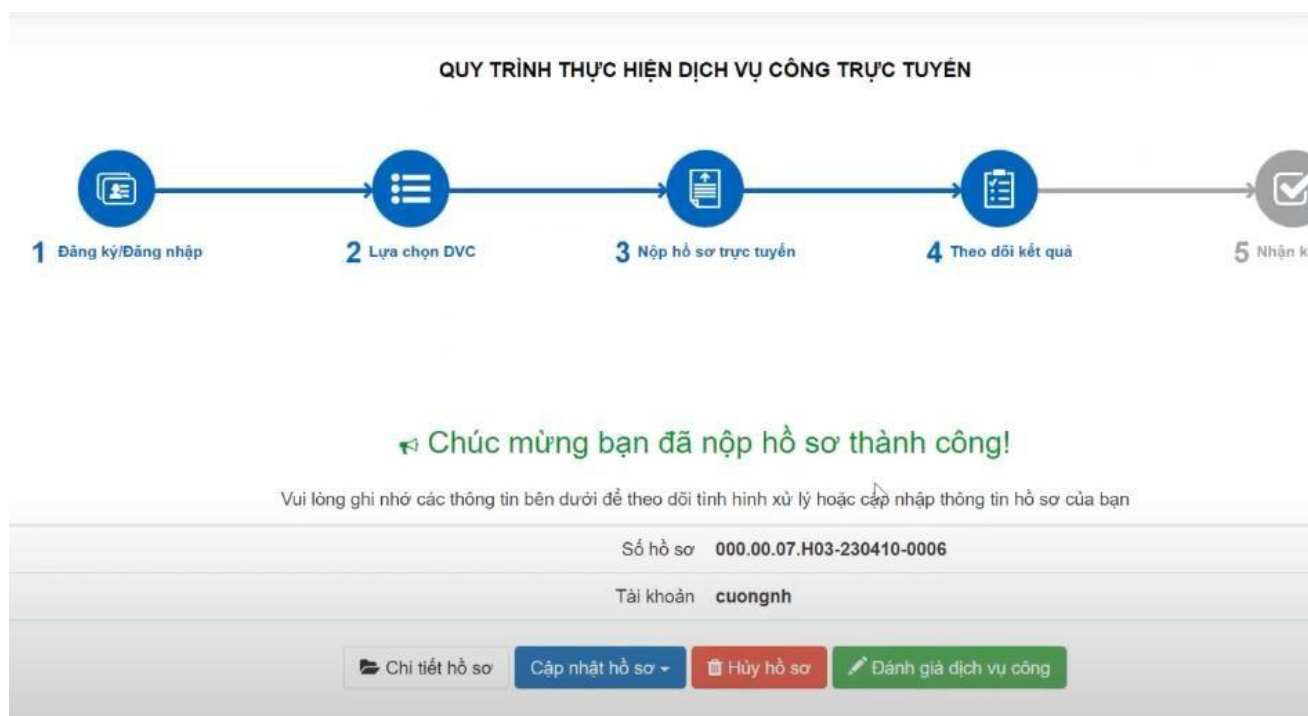 QUY TRÌNH THỰC HIỆN DỊCH VỤ CÔNG TRỰC TUYẾN
1 Đăng ký/Đăng nhập
2 Lựa chọn DVC
3 Nộp hồ sơ trực tuyến
4 Theo dõi kết quả
5 Nhận k
Chúc mừng bạn đã nộp hồ sơ thành công!
Vui lòng ghi nhớ các thông tin bên dưới để theo dõi tình hình xử lý hoặc cập nhập thông tin hồ sơ của bạn
Số hồ sơ 000.00.07.H03-230410-0006
Tài khoản cuongnh
Chi tiết hồ sơ Cập nhật hồ sơ Hủy hồ sơ Đánh giá dịch vụ công